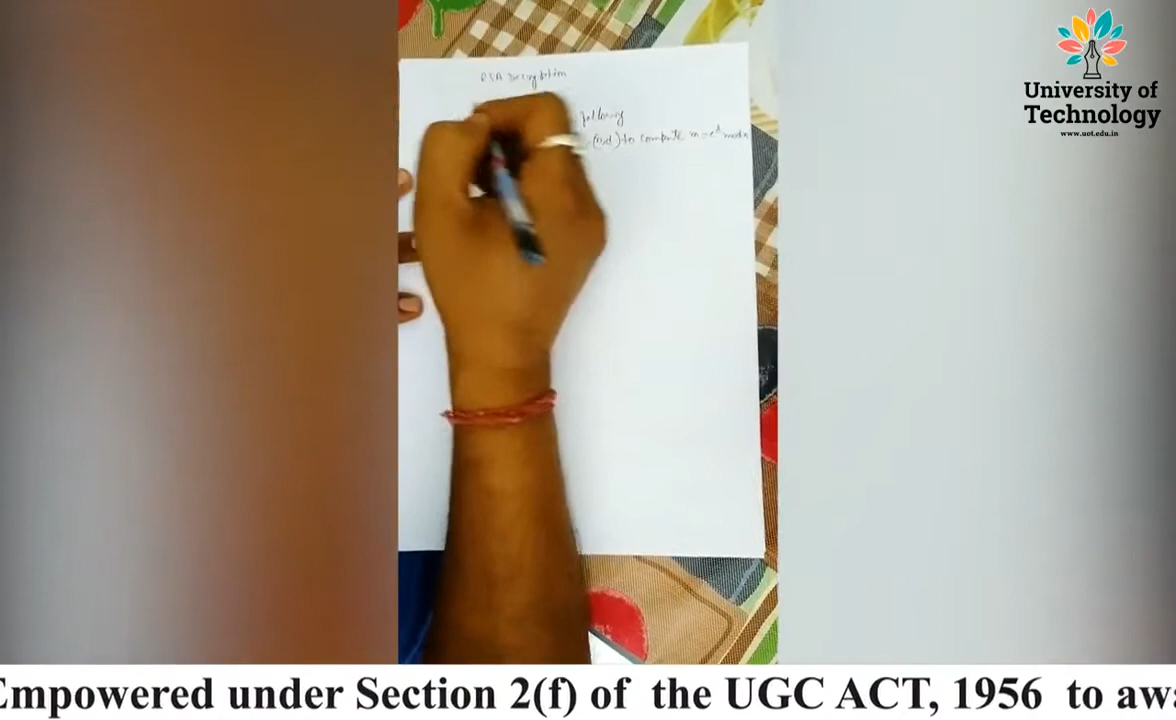 RSA Decryption
following
(n,d) to compute m = c^d mod n
University of
Technology
www.uot.edu.in
Empowered under Section 2(f) of the UGC ACT, 1956 to aw